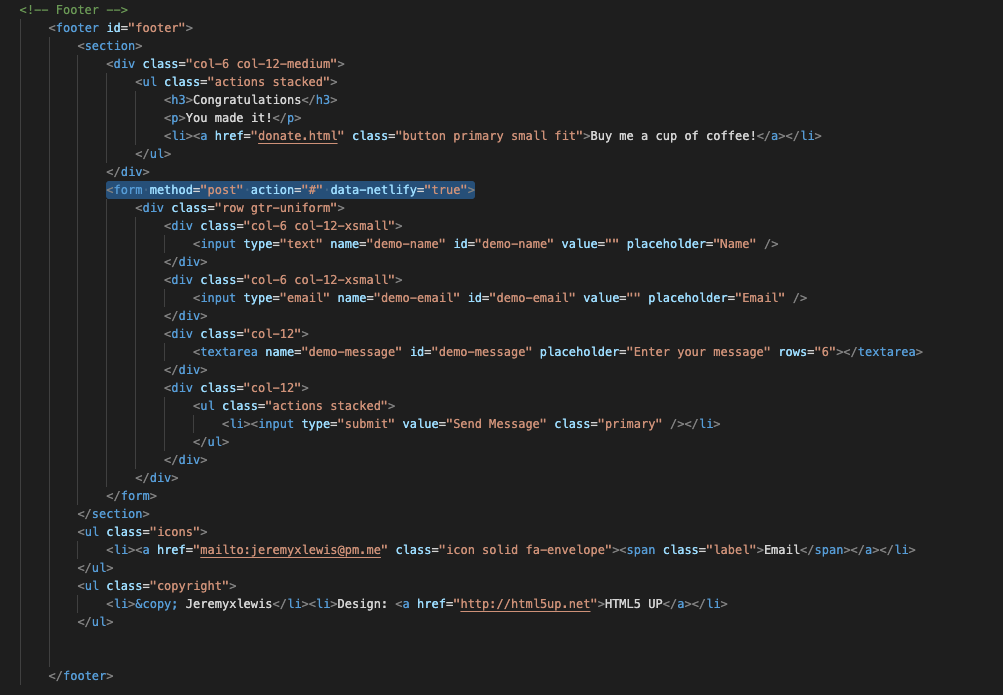 <!-- Footer -->
<footer id="footer">
<section>
<div class="col-6 col-12-medium">
<ul class="actions stacked">
<h3>Congratulations</h3>
<p>You made it!</p>
<li><a href="donate.html" class="button primary small fit">Buy me a cup of coffee!</a></li>
</ul>
</div>
<form method="post" action="#" data-netlify="true">
<div class="row gtr-uniform">
<div class="col-6 col-12-xsmall">
<input type="text" name="demo-name" id="demo-name" value="" placeholder="Name" />
</div>
<div class="col-6 col-12-xsmall">
<input type="email" name="demo-email" id="demo-email" value="" placeholder="Email" />
</div>
<div class="col-12">
<textarea name="demo-message" id="demo-message" placeholder="Enter your message" rows="6"></textarea>
</div>
<div class="col-12">
<ul class="actions stacked">
<li><input type="submit" value="Send Message" class="primary" /></li>
</ul>
</div>
</div>
</form>
</section>
<ul class="icons">
<li><a href="mailto:jeremyxlewis@pm.me" class="icon solid fa-envelope"><span class="label">Email</span></a></li>
</ul>
<ul class="copyright">
<li>&copy; Jeremyxlewis</li><li>Design: <a href="http://html5up.net">HTML5 UP</a></li>
</ul>
</footer>